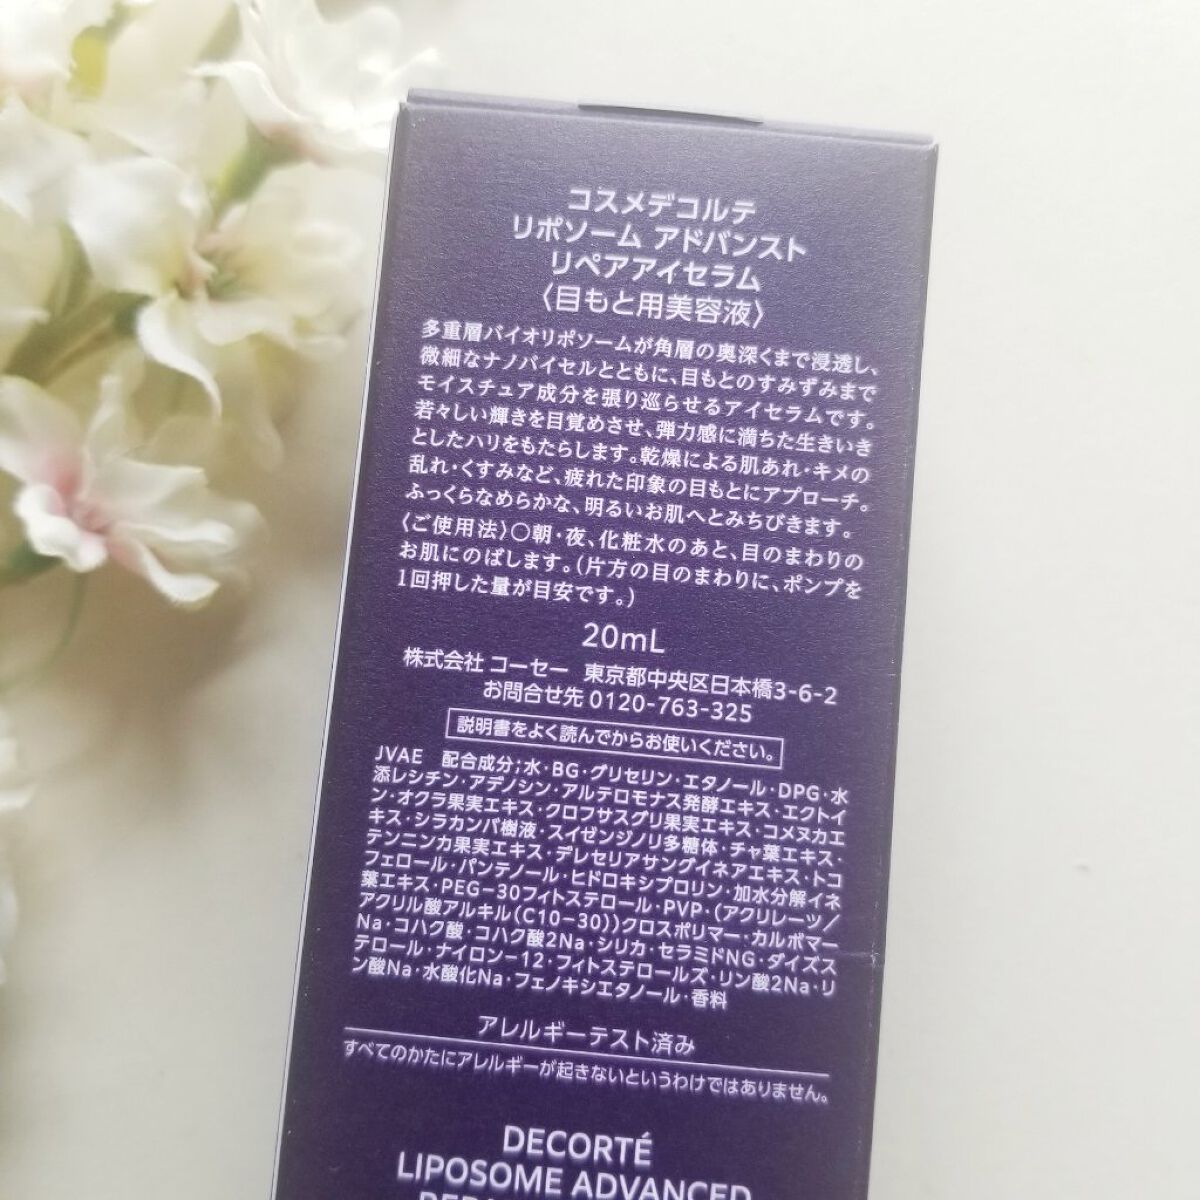 コスメデコルテ
リポソーム アドバンスト
リペアアイセラム
〈目もと用美容液〉
多重層バイオリポソームが角層の奥深くまで浸透し、
微細なナノバイセルとともに、目もとのすみずみまで
モイスチュア成分を張り巡らせるアイセラムです。
若々しい輝きを目覚めさせ、弾力感に満ちた生きいき
としたハリをもたらします。乾燥による肌あれ・キメの
乱れ・くすみなど、疲れた印象の目もとにアプローチ。
ふっくらなめらかな、明るいお肌へとみちびきます。
〈ご使用法〉○朝・夜、化粧水のあと、目のまわりの
お肌にのばします。(片方の目のまわりに、ポンプを
1回押した量が目安です。)
20mL
株式会社 コーセー 東京都中央区日本橋3-6-2
お問合せ先 0120-763-325
説明書をよく読んでからお使いください。
JVAE 配合成分;水・BG・グリセリン・エタノール・DPG・水
添レシチン・アデノシン・アルテロモナス発酵エキス・エクトイ
ン・オクラ果実エキス・クロフサスグリ果実エキス・コメヌカエ
キス・シラカンバ樹液・スイゼンジノリ多糖体・チャ葉エキス・
テンニンカ果実エキス・デレセリアサングイネアエキス・トコ
フェロール・パンテノール・ヒドロキシプロリン・加水分解イネ
葉エキス・PEG-30フィトステロール・PVP・(アクリレーツ/
アクリル酸アルキル(C10-30))クロスポリマー・カルボマー
Na・コハク酸・コハク酸2Na・シリカ・セラミドNG・ダイズス
テロール・ナイロン-12・フィトステロールズ・リン酸2Na・リ
ン酸Na・水酸化Na・フェノキシエタノール・香料
アレルギーテスト済み
すべてのかたにアレルギーが起きないというわけではありません。
DECORTÉ
LIPOSOME ADVANCED